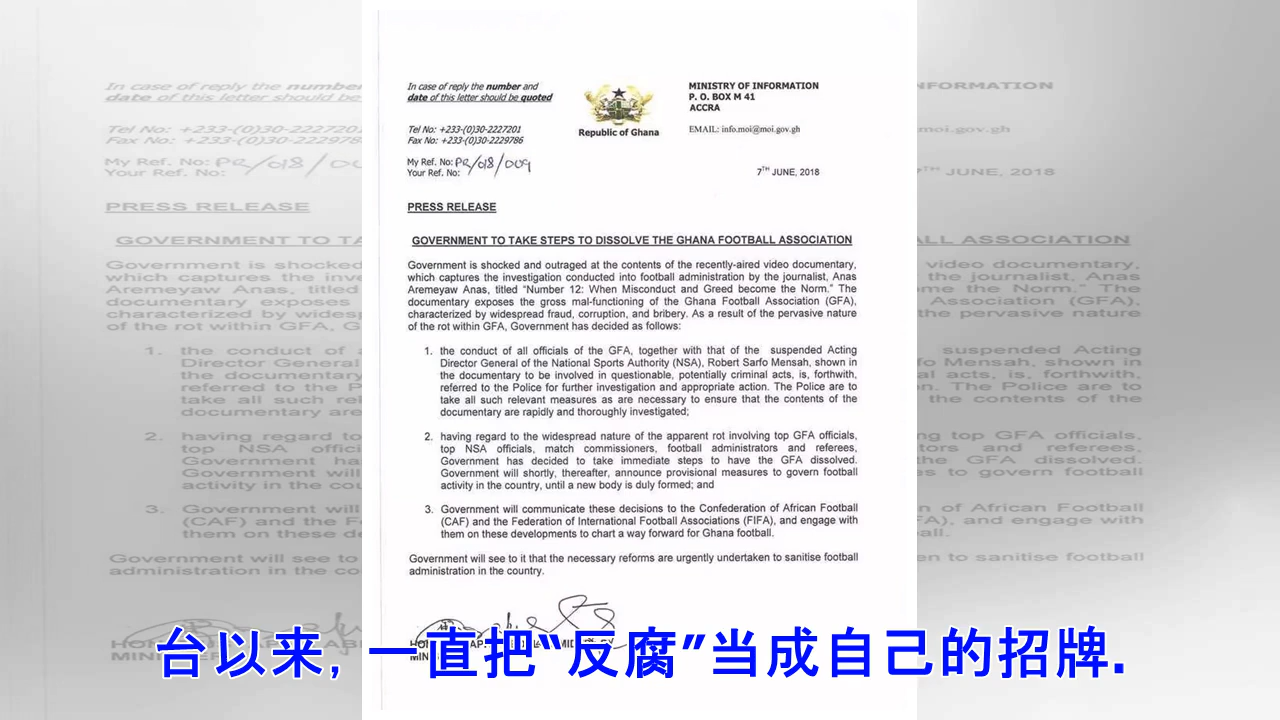 In case of reply the number and
date of this letter should be quoted
Tel No: +233-(0)30-2227201
Fax No: +233-(0)30-2229786
My Ref. No: PR/018/009
Your Ref. No:
Republic of Ghana
MINISTRY OF INFORMATION
P. O. BOX M 41
ACCRA
EMAIL: info.moi@moi.gov.gh
7TH JUNE, 2018
PRESS RELEASE
GOVERNMENT TO TAKE STEPS TO DISSOLVE THE GHANA FOOTBALL ASSOCIATION
Government is shocked and outraged at the contents of the recently-aired video documentary,
which captures the investigation conducted into football administration by the journalist, Anas
Aremeyaw Anas, titled “Number 12: When Misconduct and Greed become the Norm.” The
documentary exposes the gross mal-functioning of the Ghana Football Association (GFA),
characterized by widespread fraud, corruption, and bribery. As a result of the pervasive nature
of the rot within GFA, Government has decided as follows:
1. the conduct of all officials of the GFA, together with that of the suspended Acting
Director General of the National Sports Authority (NSA), Robert Sarfo Mensah, shown in
the documentary to be involved in questionable, potentially criminal acts, is, forthwith,
referred to the Police for further investigation and appropriate action. The Police are to
take all such relevant measures as are necessary to ensure that the contents of the
documentary are rapidly and thoroughly investigated;
2. having regard to the widespread nature of the apparent rot involving top GFA officials,
top NSA officials, match commissioners, football administrators and referees,
Government has decided to take immediate steps to have the GFA dissolved.
Government will shortly, thereafter, announce provisional measures to govern football
activity in the country, until a new body is duly formed; and
3. Government will communicate these decisions to the Confederation of African Football
(CAF) and the Federation of International Football Associations (FIFA), and engage with
them on these developments to chart a way forward for Ghana football.
Government will see to it that the necessary reforms are urgently undertaken to sanitise football
administration in the country.
台以来, 一直把“反腐”当成自己的招牌.